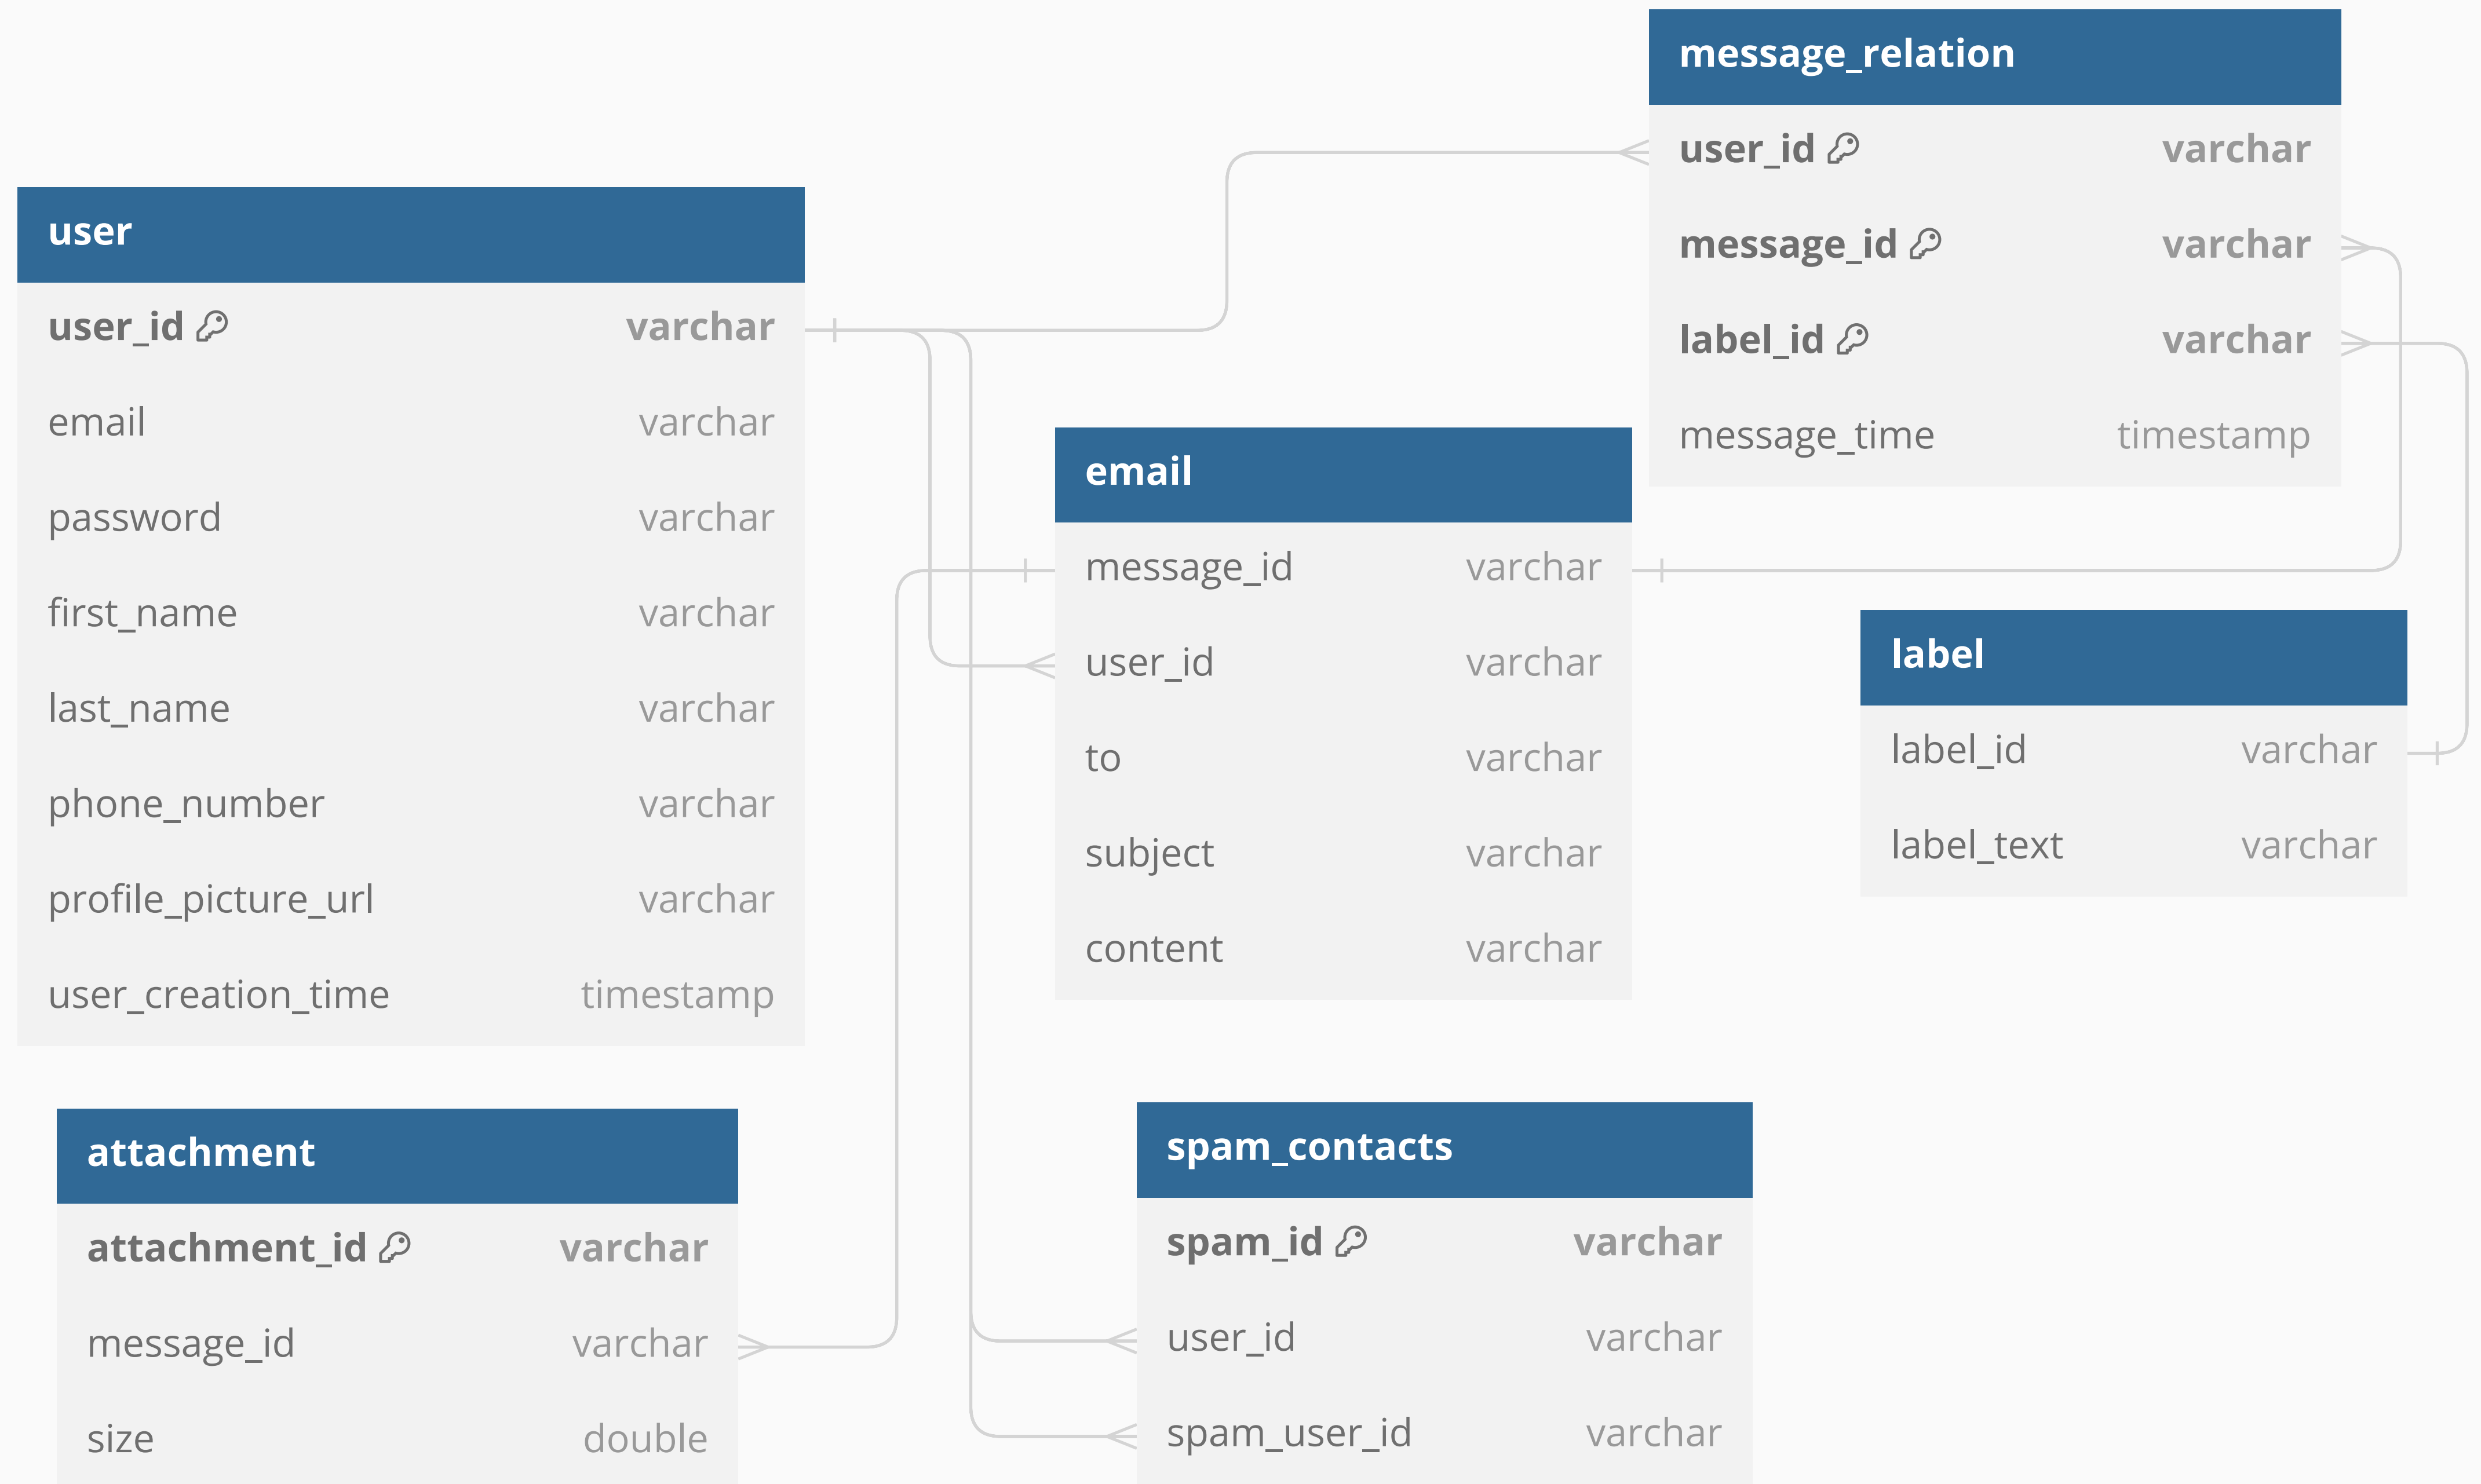 message_relation
user_id varchar
message_id varchar
label_id varchar
message_time timestamp
user
user_id varchar
email varchar
password varchar
first_name varchar
last_name varchar
phone_number varchar
profile_picture_url varchar
user_creation_time timestamp
email
message_id varchar
user_id varchar
to varchar
subject varchar
content varchar
label
label_id varchar
label_text varchar
attachment
attachment_id varchar
message_id varchar
size double
spam_contacts
spam_id varchar
user_id varchar
spam_user_id varchar